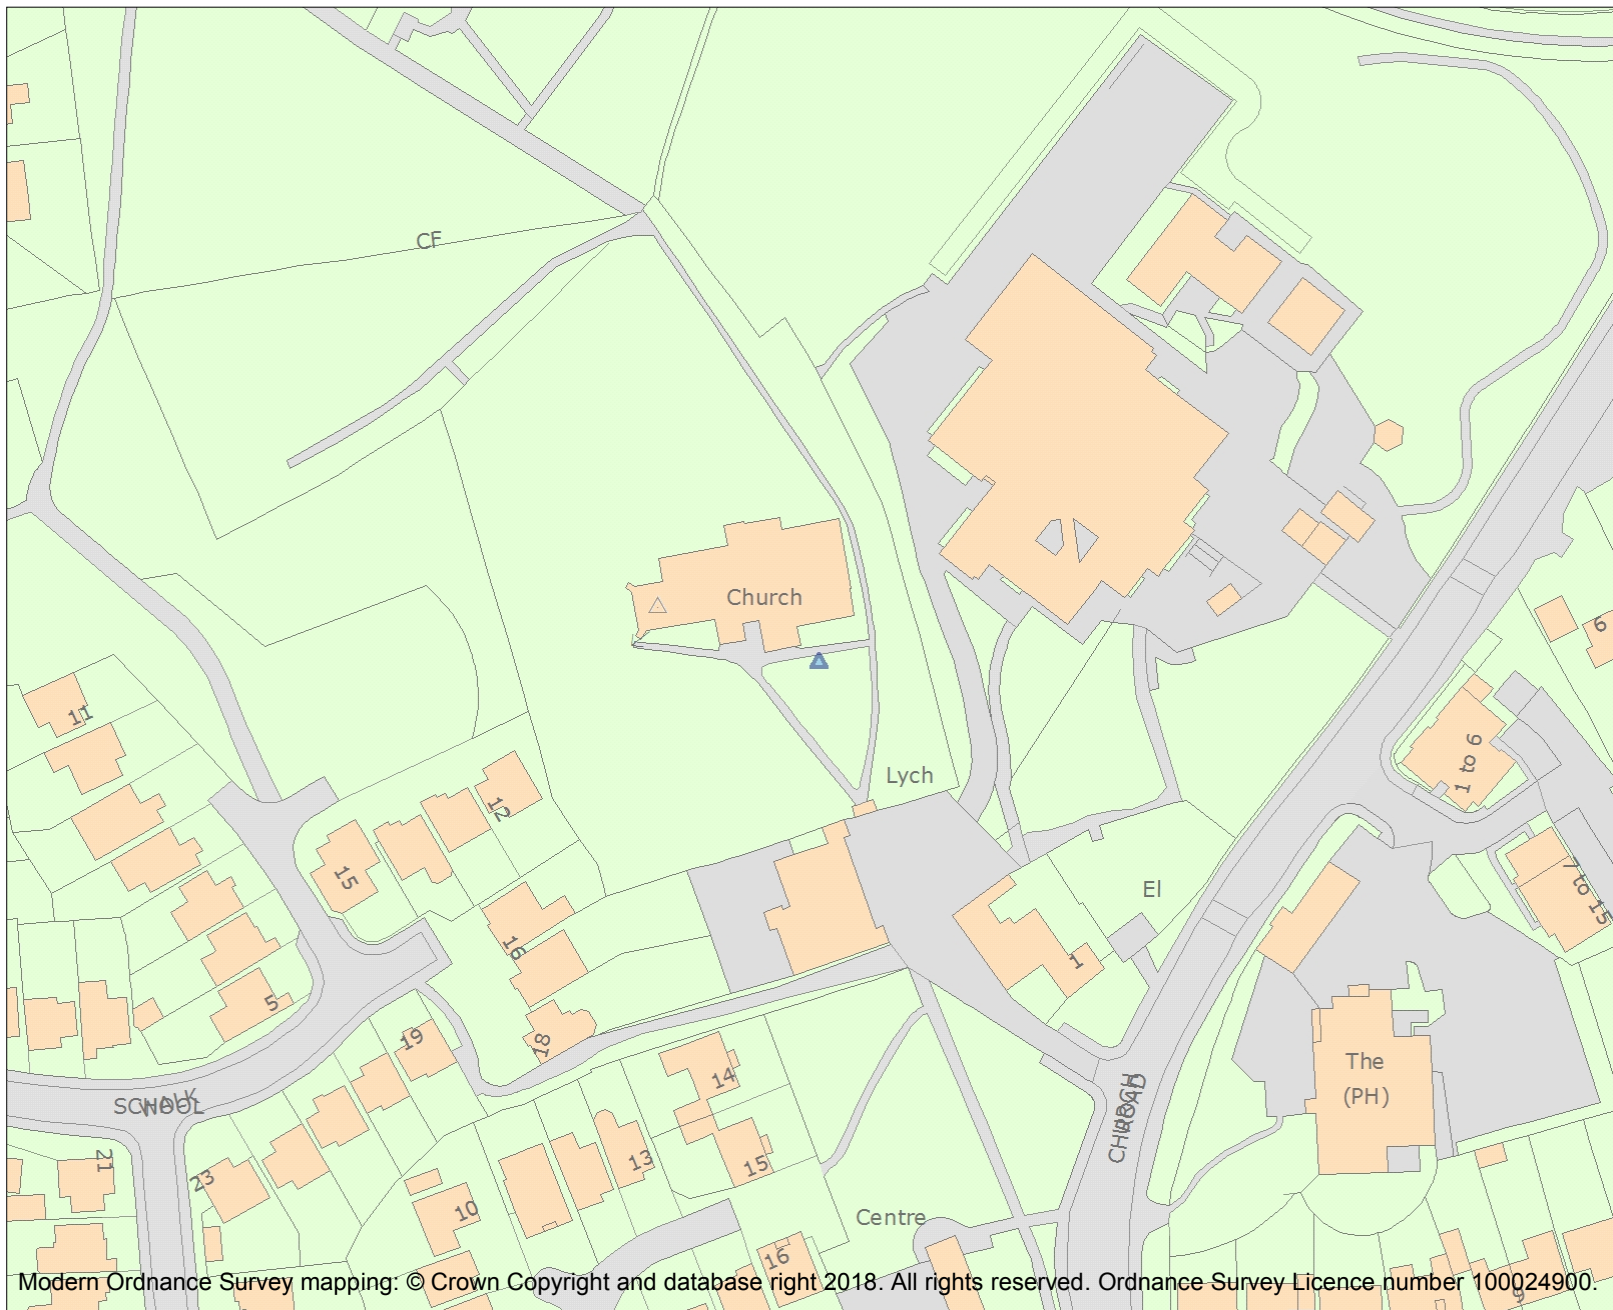 CF
Church
6
11
1 to 6
Lych
12
15
7 to 15
El
16
1
5
18
19
The
(PH)
14
SCHOOL
WALK
CHURCH
ROAD
21
23
13
15
10
Centre
16
9
Modern Ordnance Survey mapping: © Crown Copyright and database right 2018. All rights reserved. Ordnance Survey Licence number 100024900.